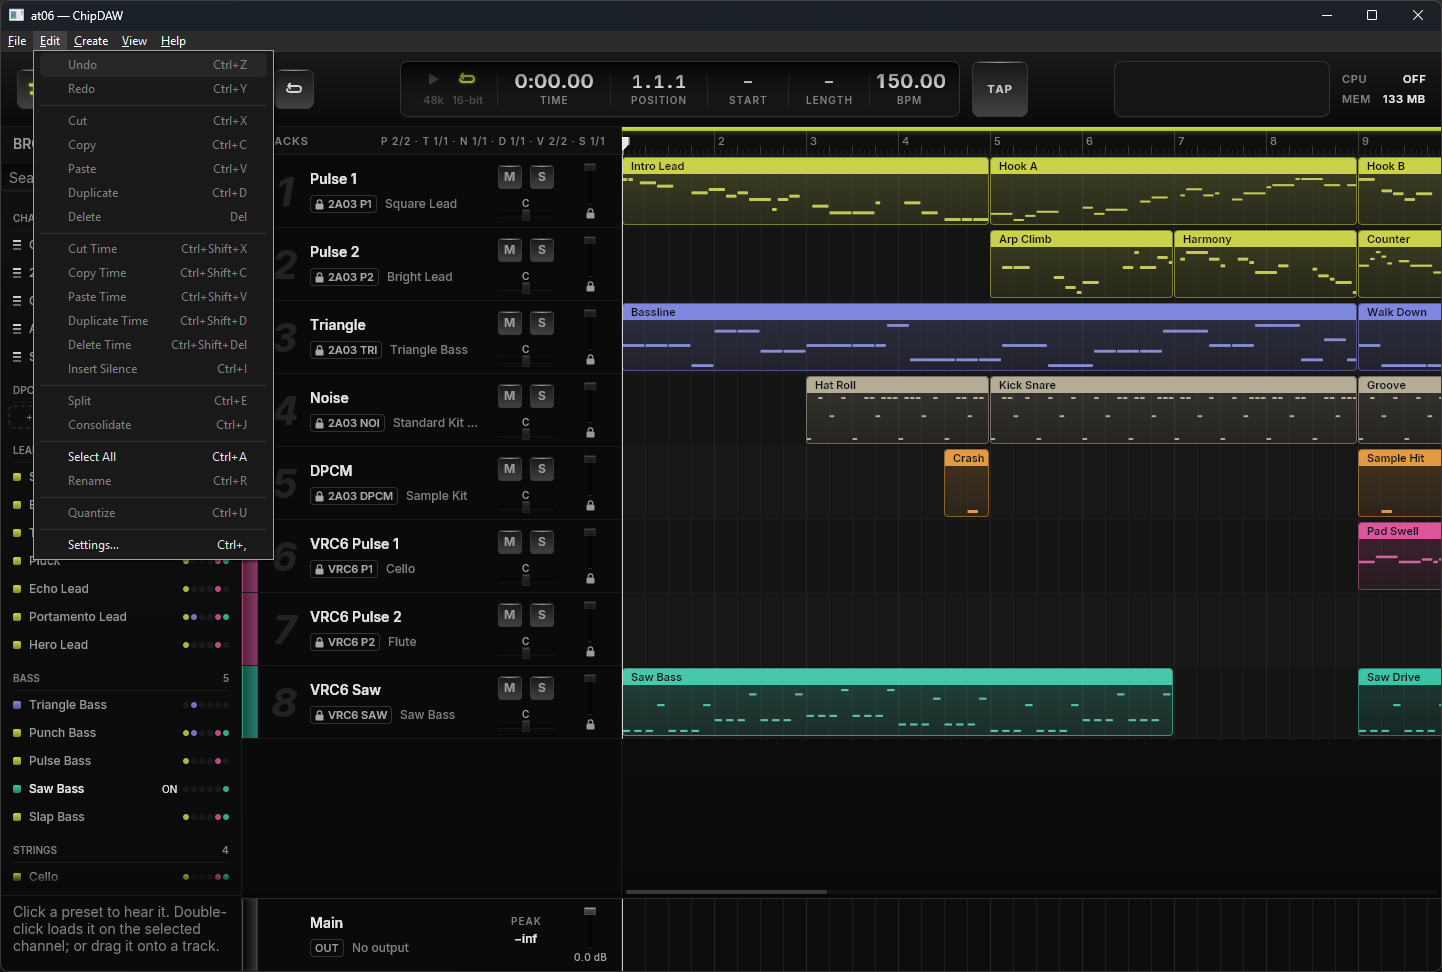 at06 — ChipDAW
File Edit Create View Help
Undo Ctrl+Z
Redo Ctrl+Y
Cut Ctrl+X
Copy Ctrl+C
Paste Ctrl+V
Duplicate Ctrl+D
Delete Del
Cut Time Ctrl+Shift+X
Copy Time Ctrl+Shift+C
Paste Time Ctrl+Shift+V
Duplicate Time Ctrl+Shift+D
Delete Time Ctrl+Shift+Del
Insert Silence Ctrl+I
Split Ctrl+E
Consolidate Ctrl+J
Select All Ctrl+A
Rename Ctrl+R
Quantize Ctrl+U
Settings... Ctrl+,
48k 16-bit
0:00.00
TIME
1.1.1
POSITION
–
START
–
LENGTH
150.00
BPM
TAP
CPU OFF
MEM 133 MB
Sea
CHA
DPC
LEA
Pluck
Echo Lead
Portamento Lead
Hero Lead
BASS 5
Triangle Bass
Punch Bass
Pulse Bass
Saw Bass ON
Slap Bass
STRINGS 4
Cello
Click a preset to hear it. Double-
click loads it on the selected
channel; or drag it onto a track.
ACKS P 2/2 · T 1/1 · N 1/1 · D 1/1 · V 2/2 · S 1/1
1 Pulse 1 M S
2A03 P1 Square Lead C
2 Pulse 2 M S
2A03 P2 Bright Lead C
3 Triangle M S
2A03 TRI Triangle Bass C
4 Noise M S
2A03 NOI Standard Kit ... C
5 DPCM M S
2A03 DPCM Sample Kit C
6 VRC6 Pulse 1 M S
VRC6 P1 Cello C
7 VRC6 Pulse 2 M S
VRC6 P2 Flute C
8 VRC6 Saw M S
VRC6 SAW Saw Bass C
2 3 4 5 6 7 8 9
Intro Lead Hook A Hook B
Arp Climb Harmony Counter
Bassline Walk Down
Hat Roll Kick Snare Groove
Crash Sample Hit
Pad Swell
Saw Bass Saw Drive
Main
OUT No output
PEAK
–inf
0.0 dB